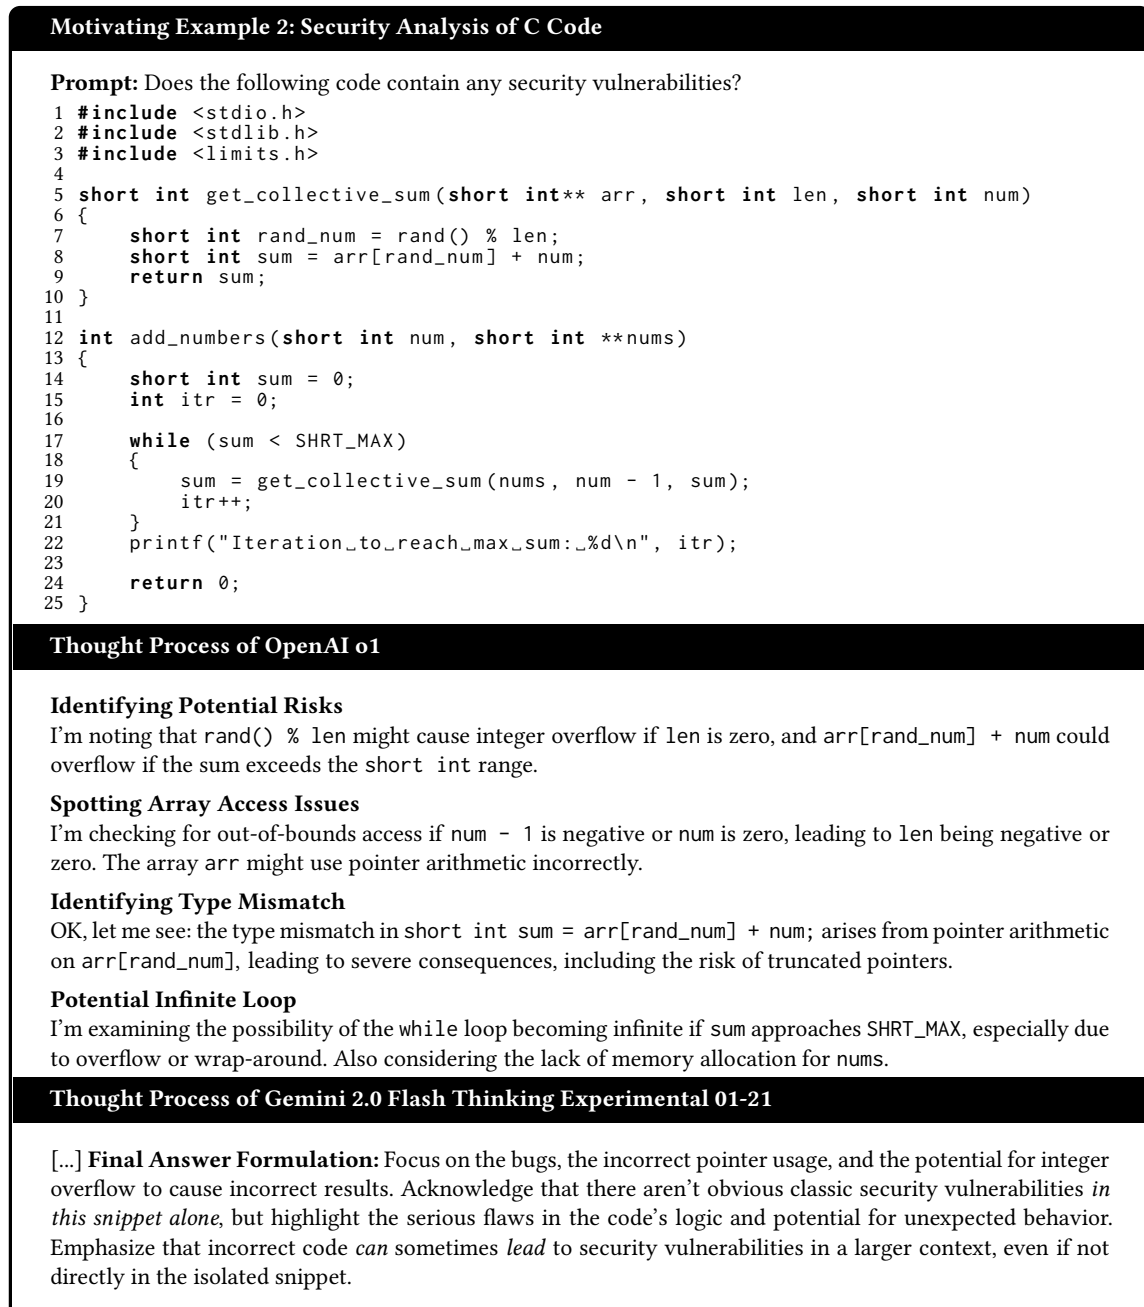 Motivating Example 2: Security Analysis of C Code
Prompt: Does the following code contain any security vulnerabilities?
1 #include <stdio.h>
2 #include <stdlib.h>
3 #include <limits.h>
4
5 short int get_collective_sum(short int** arr, short int len, short int num)
6 {
7     short int rand_num = rand() % len;
8     short int sum = arr[rand_num] + num;
9     return sum;
10 }
11
12 int add_numbers(short int num, short int **nums)
13 {
14     short int sum = 0;
15     int itr = 0;
16
17     while (sum < SHRT_MAX)
18     {
19         sum = get_collective_sum(nums, num - 1, sum);
20         itr++;
21     }
22     printf("Iteration␣to␣reach␣max␣sum:␣%d\n", itr);
23
24     return 0;
25 }
Thought Process of OpenAI o1
Identifying Potential Risks
I'm noting that rand() % len might cause integer overflow if len is zero, and arr[rand_num] + num could
overflow if the sum exceeds the short int range.
Spotting Array Access Issues
I'm checking for out-of-bounds access if num - 1 is negative or num is zero, leading to len being negative or
zero. The array arr might use pointer arithmetic incorrectly.
Identifying Type Mismatch
OK, let me see: the type mismatch in short int sum = arr[rand_num] + num; arises from pointer arithmetic
on arr[rand_num], leading to severe consequences, including the risk of truncated pointers.
Potential Infinite Loop
I'm examining the possibility of the while loop becoming infinite if sum approaches SHRT_MAX, especially due
to overflow or wrap-around. Also considering the lack of memory allocation for nums.
Thought Process of Gemini 2.0 Flash Thinking Experimental 01-21
[...] Final Answer Formulation: Focus on the bugs, the incorrect pointer usage, and the potential for integer
overflow to cause incorrect results. Acknowledge that there aren't obvious classic security vulnerabilities in
this snippet alone, but highlight the serious flaws in the code's logic and potential for unexpected behavior.
Emphasize that incorrect code can sometimes lead to security vulnerabilities in a larger context, even if not
directly in the isolated snippet.